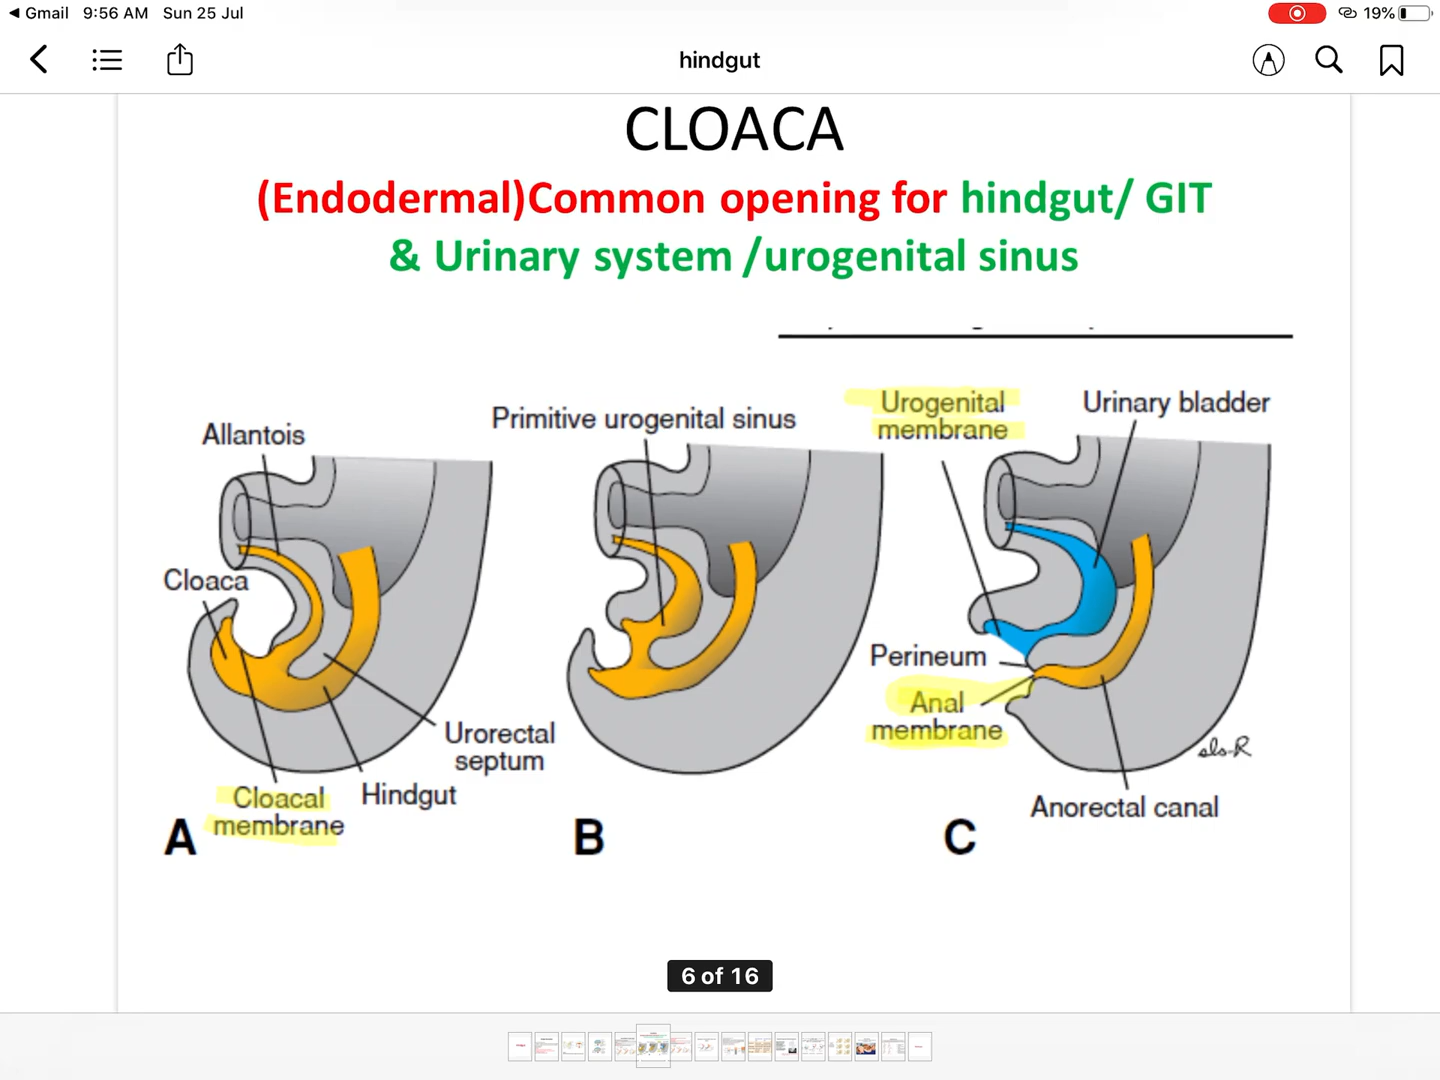 Gmail 9:56 AM Sun 25 Jul
19%
hindgut
CLOACA
(Endodermal)Common opening for hindgut/ GIT
& Urinary system /urogenital sinus
Allantois
Cloaca
Urorectal
septum
Hindgut
Cloacal
membrane
A
Primitive urogenital sinus
B
Urogenital
membrane
Urinary bladder
Perineum
Anal
membrane
Anorectal canal
sls-R
C
6 of 16